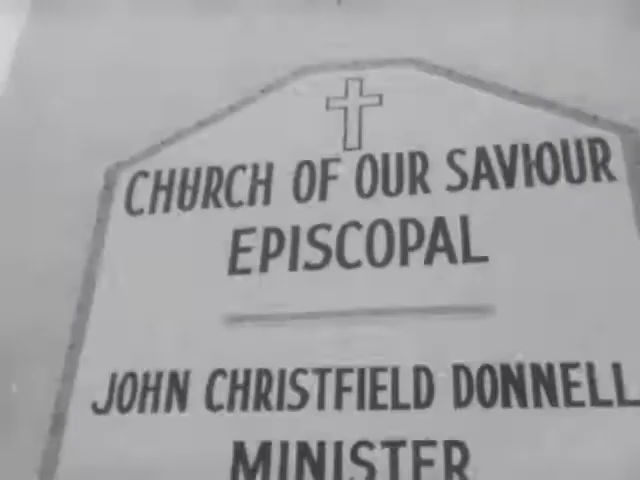 CHURCH OF OUR SAVIOUR
EPISCOPAL
JOHN CHRISTFIELD DONNELL
MINISTER